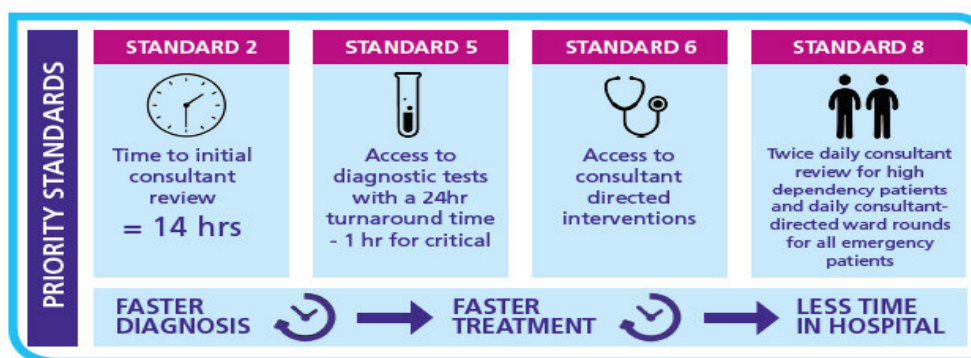 PRIORITY STANDARDS
STANDARD 2
Time to initial
consultant
review
= 14 hrs
STANDARD 5
Access to
diagnostic tests
with a 24hr
turnaround time
- 1 hr for critical
STANDARD 6
Access to
consultant
directed
interventions
STANDARD 8
Twice daily consultant
review for high
dependency patients
and daily consultant-
directed ward rounds
for all emergency
patients
FASTER
DIAGNOSIS
FASTER
TREATMENT
LESS TIME
IN HOSPITAL